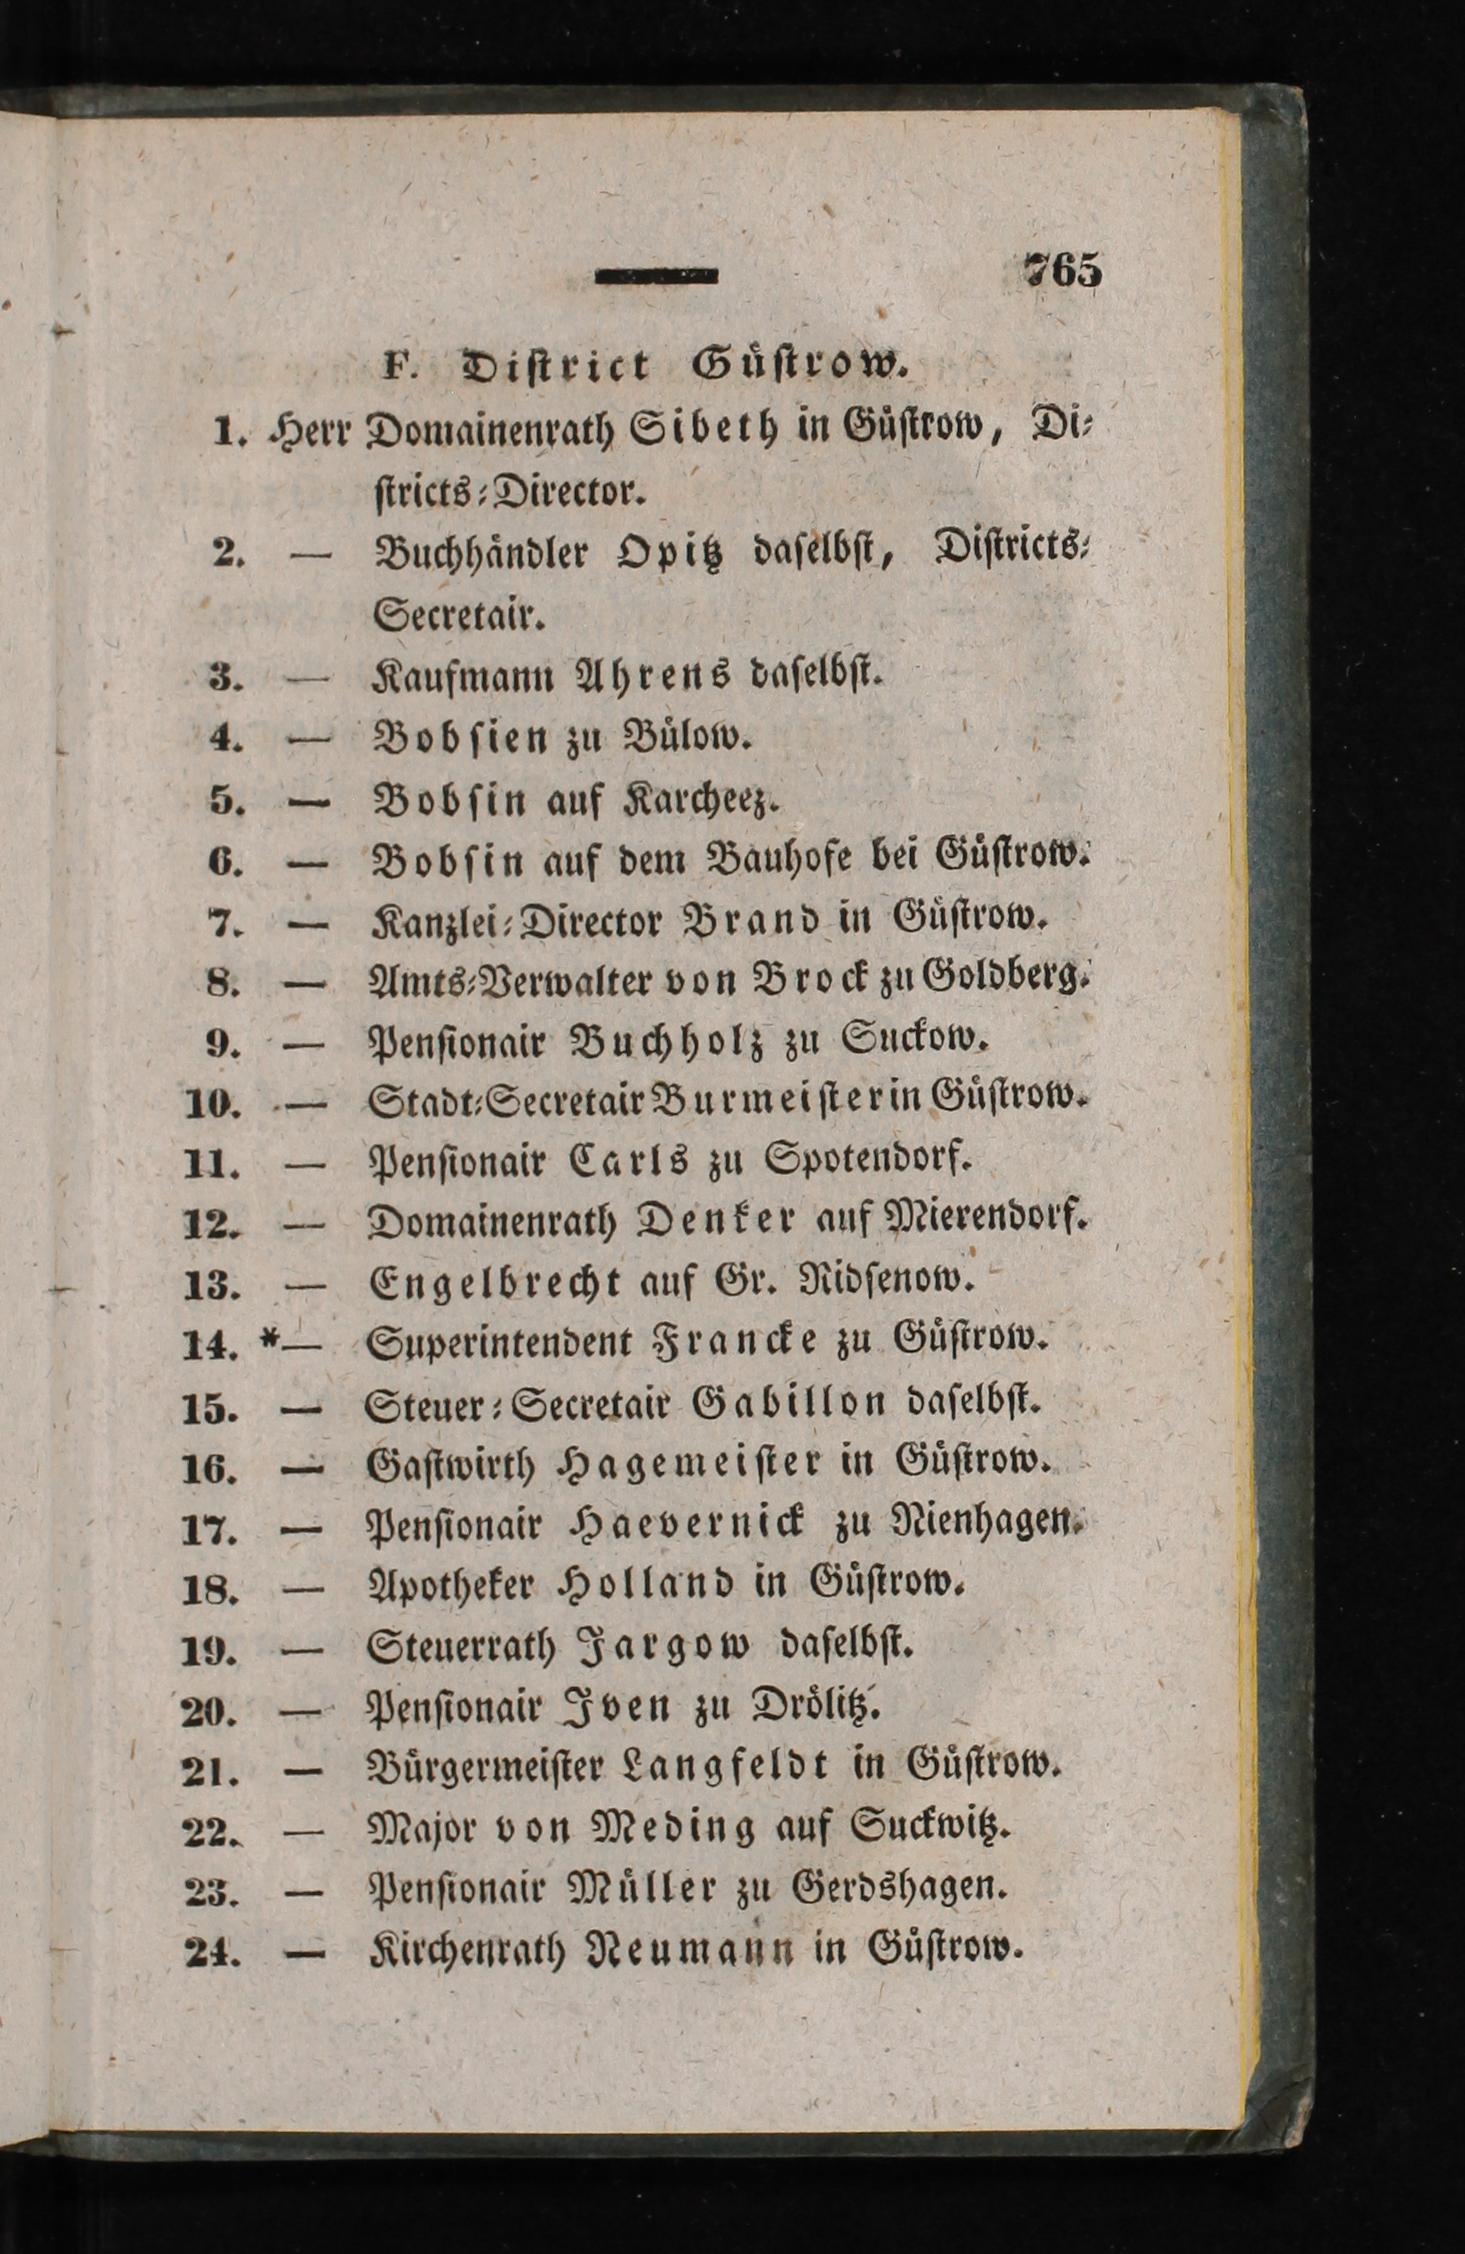 765
F. District Güstrow.
1. Herr Domainenrath Sibeth in Güstrow, Di-
stricts-Director.
2. — Buchhändler Opitz daselbst, Districts-
Secretair.
3. — Kaufmann Ahrens daselbst.
4. — Bobsien zu Bülow.
5. — Bobsin auf Karcheez.
6. — Bobsin auf dem Bauhofe bei Güstrow.
7. — Kanzlei-Director Brand in Güstrow.
8. — Amts-Verwalter von Brock zu Goldberg.
9. — Pensionair Buchholz zu Suckow.
10. — Stadt-Secretair Burmeister in Güstrow.
11. — Pensionair Carls zu Spotendorf.
12. — Domainenrath Denker auf Mierendorf.
13. — Engelbrecht auf Gr. Ridsenow.
14. *— Superintendent Francke zu Güstrow.
15. — Steuer-Secretair Gabillon daselbst.
16. — Gastwirth Hagemeister in Güstrow.
17. — Pensionair Haevernick zu Nienhagen.
18. — Apotheker Holland in Güstrow.
19. — Steuerrath Jargow daselbst.
20. — Pensionair Iven zu Drölitz.
21. — Bürgermeister Langfeldt in Güstrow.
22. — Major von Meding auf Suckwitz.
23. — Pensionair Müller zu Gerdshagen.
24. — Kirchenrath Neumann in Güstrow.